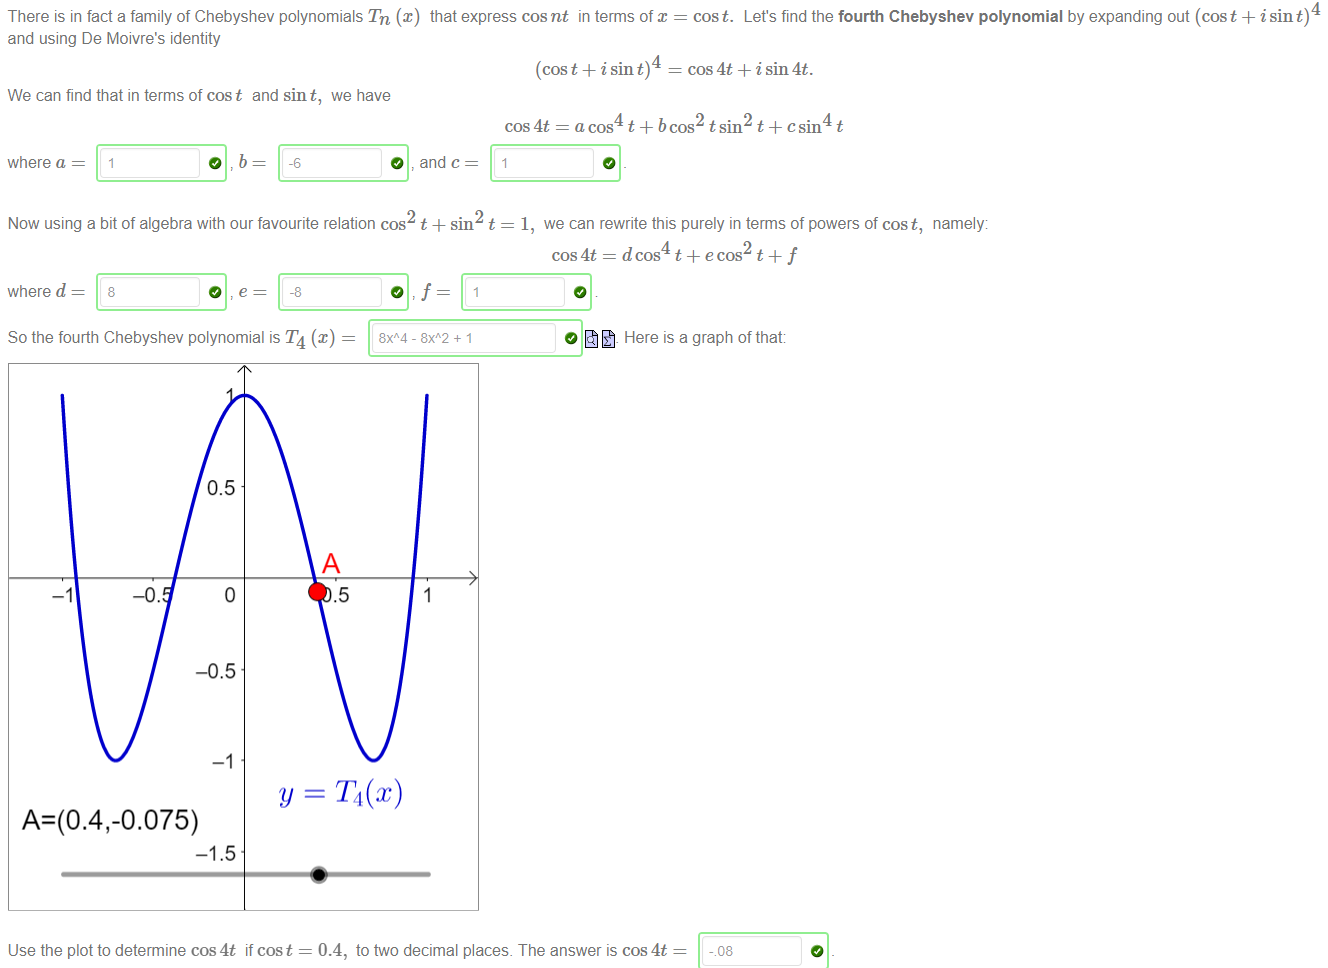 There is in fact a family of Chebyshev polynomials Tn (x) that express cos nt in terms of x = cos t. Let's find the fourth Chebyshev polynomial by expanding out (cos t + i sin t)^4
and using De Moivre's identity
(cos t + i sin t)^4 = cos 4t + i sin 4t.
We can find that in terms of cos t and sin t, we have
cos 4t = a cos^4 t + b cos^2 t sin^2 t + c sin^4 t
where a = 1, b = -6, and c = 1.
Now using a bit of algebra with our favourite relation cos^2 t + sin^2 t = 1, we can rewrite this purely in terms of powers of cos t, namely:
cos 4t = d cos^4 t + e cos^2 t + f
where d = 8, e = -8, f = 1.
So the fourth Chebyshev polynomial is T4 (x) = 8x^4 - 8x^2 + 1. Here is a graph of that:
1
0.5
A
−1 −0.5 0 0.5 1
−0.5
−1
y = T4(x)
A=(0.4,-0.075)
−1.5
Use the plot to determine cos 4t if cos t = 0.4, to two decimal places. The answer is cos 4t = -.08.